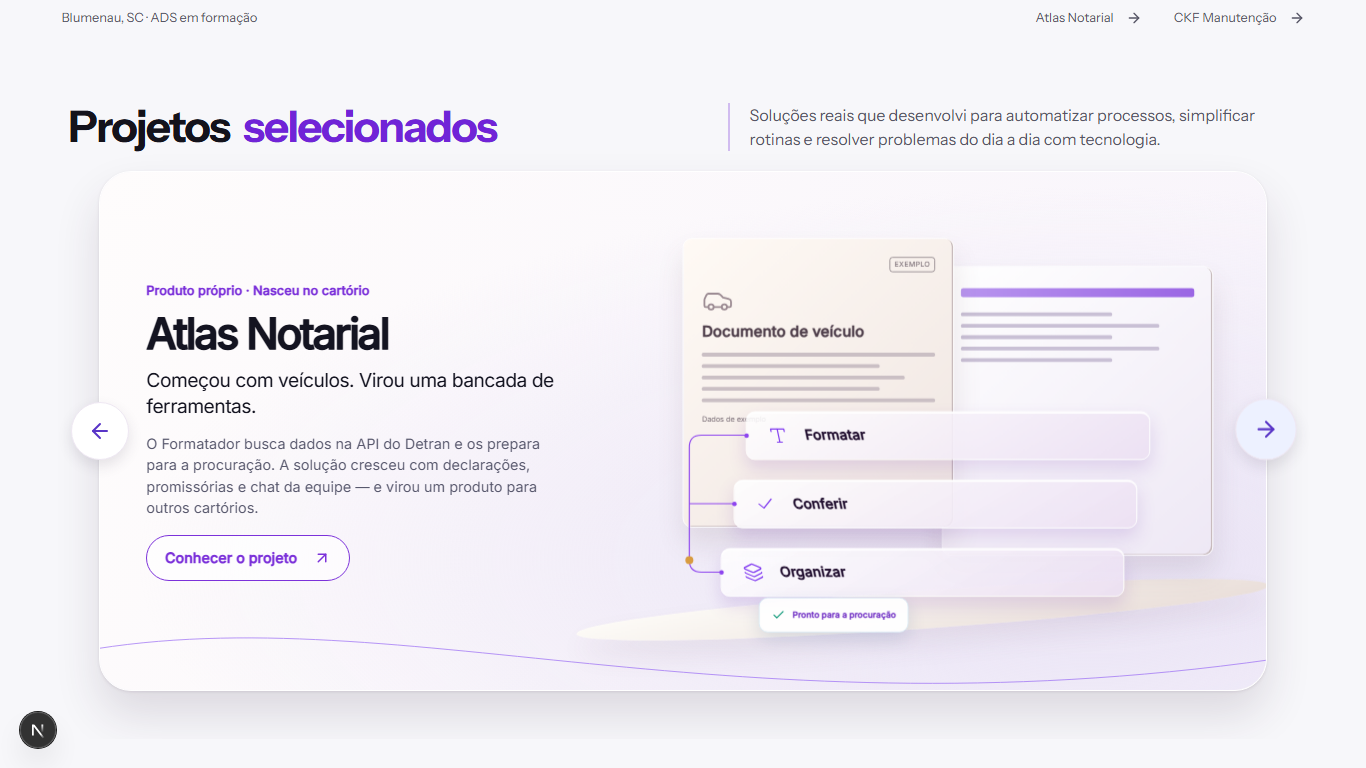 Blumenau, SC · ADS em formação
Atlas Notarial →
CKF Manutenção →
Projetos selecionados
Soluções reais que desenvolvi para automatizar processos, simplificar
rotinas e resolver problemas do dia a dia com tecnologia.
Produto próprio · Nasceu no cartório
Atlas Notarial
Começou com veículos. Virou uma bancada de
ferramentas.
O Formatador busca dados na API do Detran e os prepara
para a procuração. A solução cresceu com declarações,
promissórias e chat da equipe — e virou um produto para
outros cartórios.
Conhecer o projeto
EXEMPLO
Documento de veículo
Dados de exemplo
Formatar
Conferir
Organizar
Pronto para a procuração
N